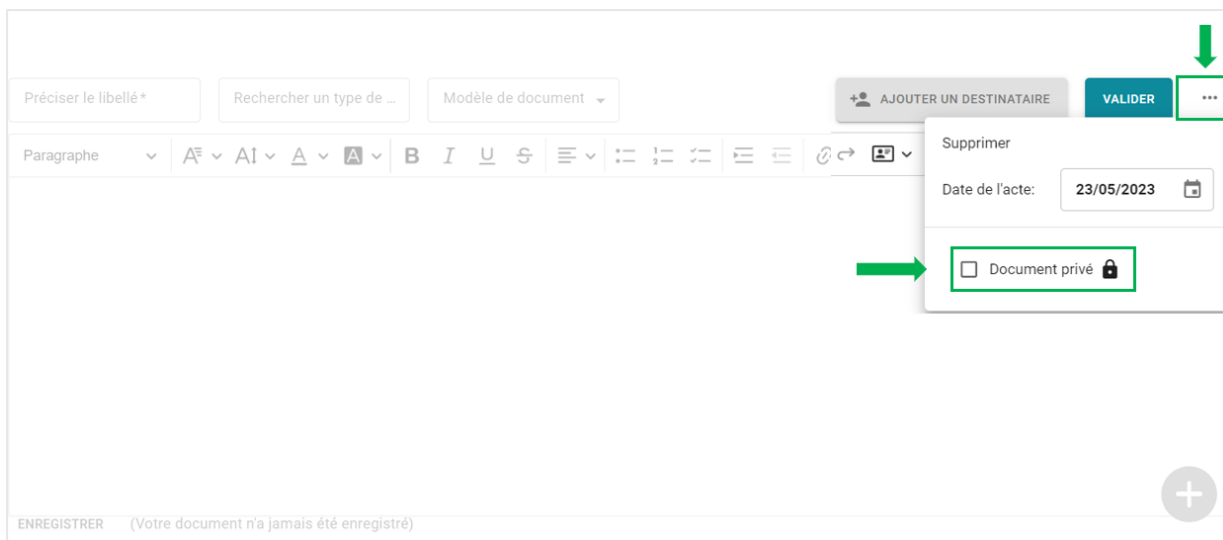 Préciser le libellé*
Rechercher un type de ...
Modèle de document
AJOUTER UN DESTINATAIRE
VALIDER
Paragraphe
Supprimer
Date de l'acte: 23/05/2023
Document privé
ENREGISTRER (Votre document n'a jamais été enregistré)